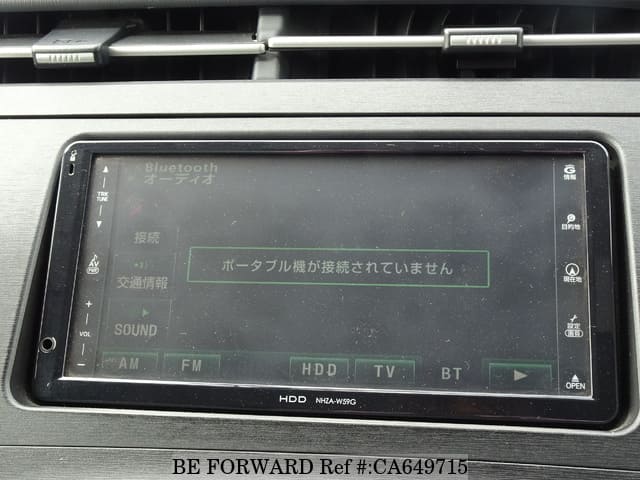 Bluetooth
オーディオ
TRK
TUNE
AV
PWR
+
VOL
−
接続
交通情報
SOUND
ポータブル機が接続されていません
AM
FM
HDD
TV
BT
G
情報
目的地
現在地
設定
画質
OPEN
HDD NHZA-W59G
BE FORWARD Ref #:CA649715